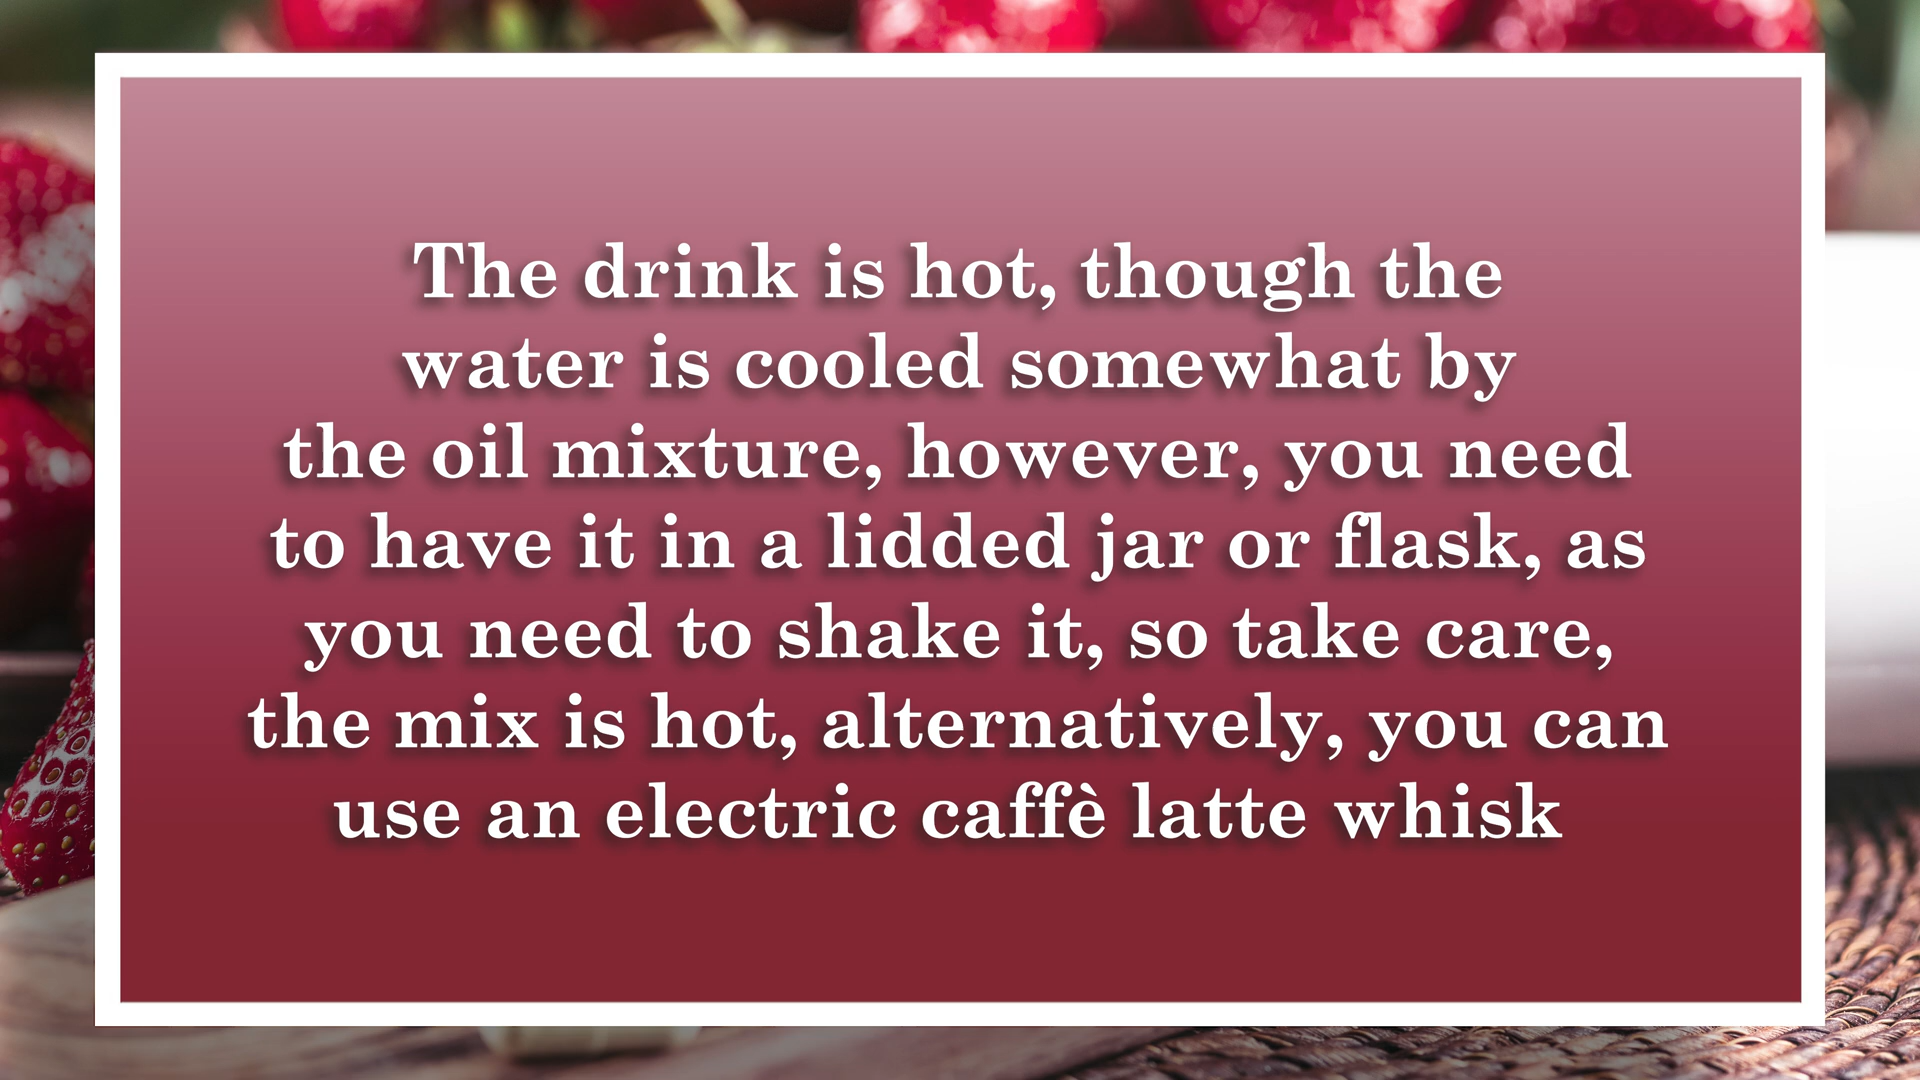 The drink is hot, though the
water is cooled somewhat by
the oil mixture, however, you need
to have it in a lidded jar or flask, as
you need to shake it, so take care,
the mix is hot, alternatively, you can
use an electric caffè latte whisk